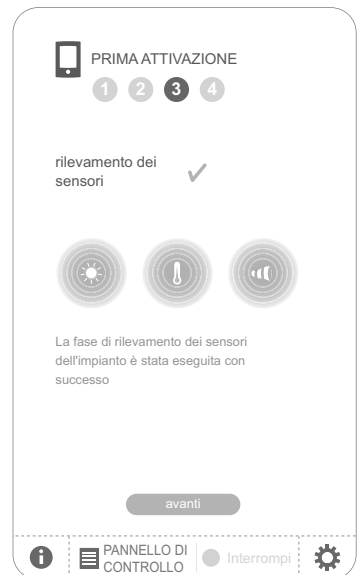 PRIMA ATTIVAZIONE
1 2 3 4
rilevamento dei
sensori
La fase di rilevamento dei sensori
dell'impianto è stata eseguita con
successo
avanti
PANNELLO DI
CONTROLLO
Interrompi